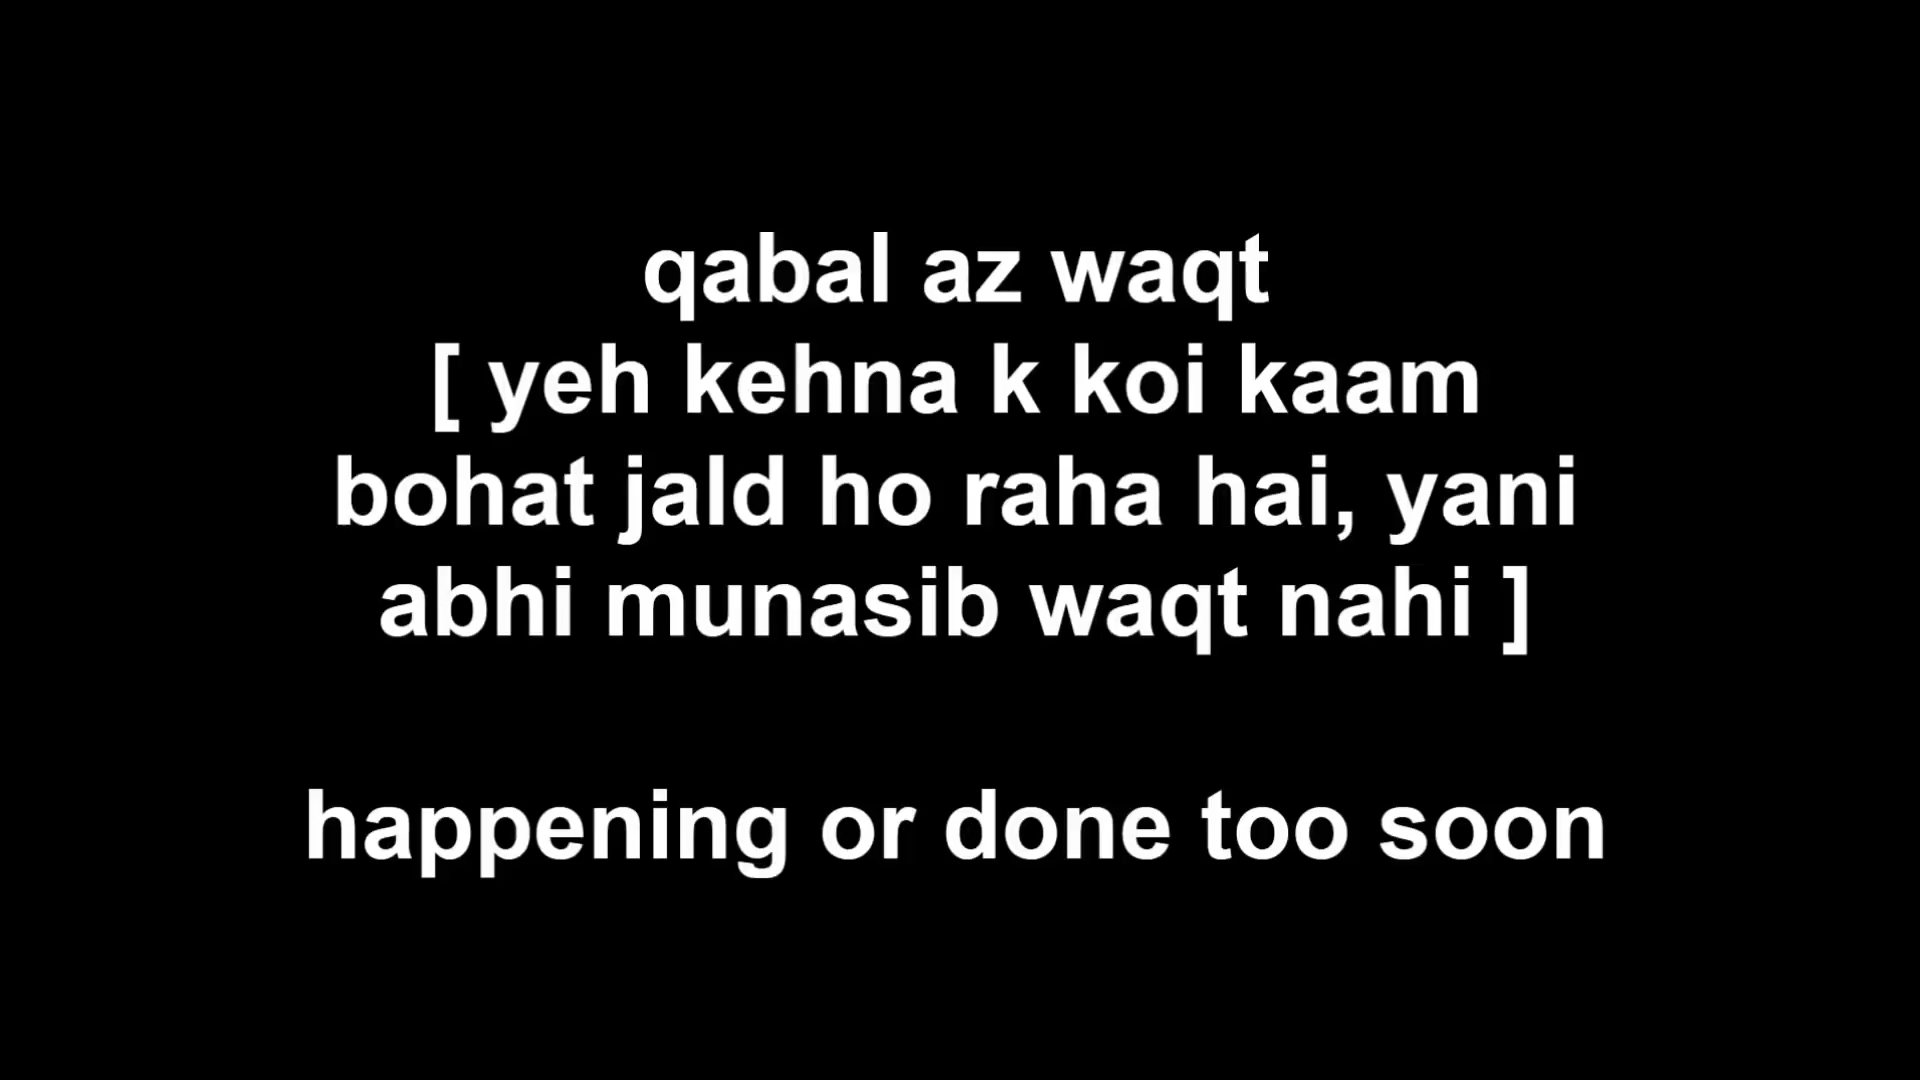 qabal az waqt
[ yeh kehna k koi kaam
bohat jald ho raha hai, yani
abhi munasib waqt nahi ]
happening or done too soon